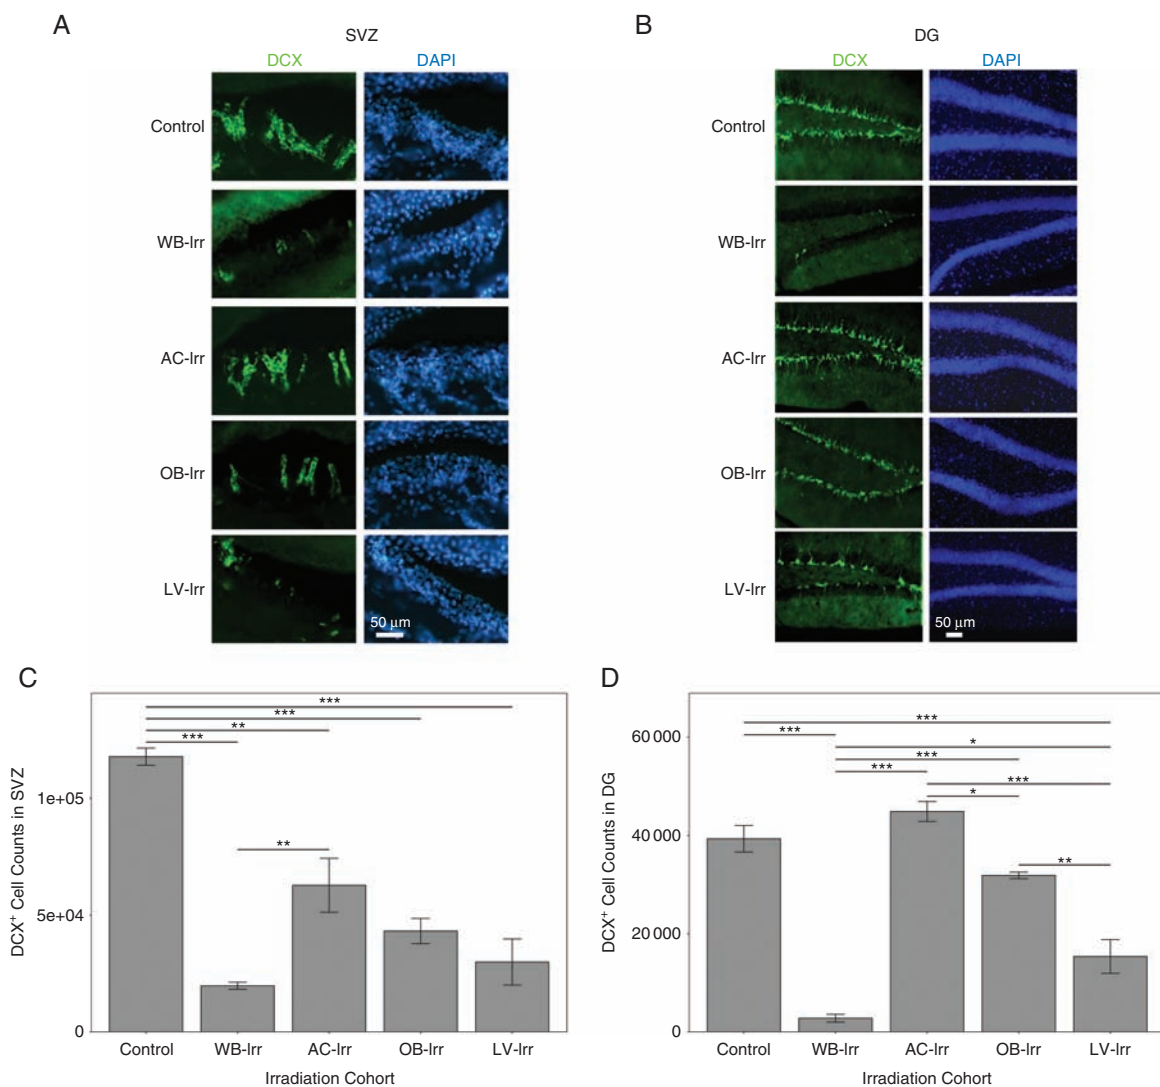 A
SVZ
DCX DAPI
Control
WB-Irr
AC-Irr
OB-Irr
LV-Irr
50 μm
B
DG
DCX DAPI
Control
WB-Irr
AC-Irr
OB-Irr
LV-Irr
50 μm
C
DCX+ Cell Counts in SVZ
1e+05
5e+04
0
***
***
**
***
**
Control WB-Irr AC-Irr OB-Irr LV-Irr
Irradiation Cohort
D
DCX+ Cell Counts in DG
60 000
40 000
20 000
0
***
***
*
***
***
***
*
**
Control WB-Irr AC-Irr OB-Irr LV-Irr
Irradiation Cohort